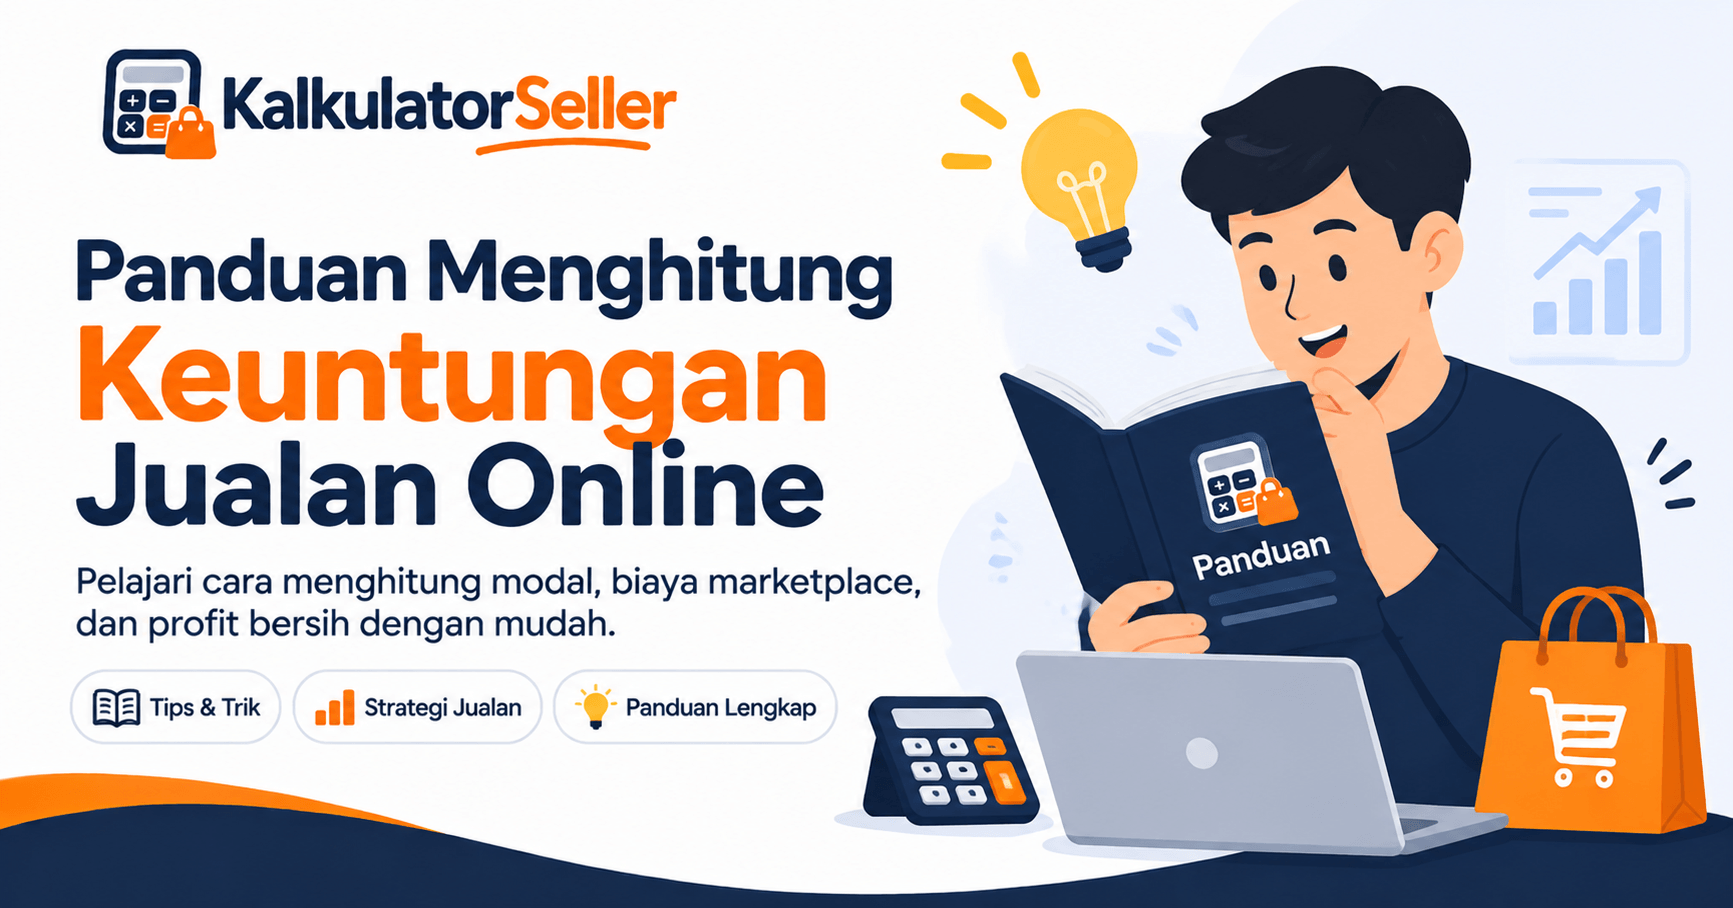 KalkulatorSeller
Panduan Menghitung
Keuntungan
Jualan Online
Pelajari cara menghitung modal, biaya marketplace,
dan profit bersih dengan mudah.
Tips & Trik
Strategi Jualan
Panduan Lengkap
Panduan